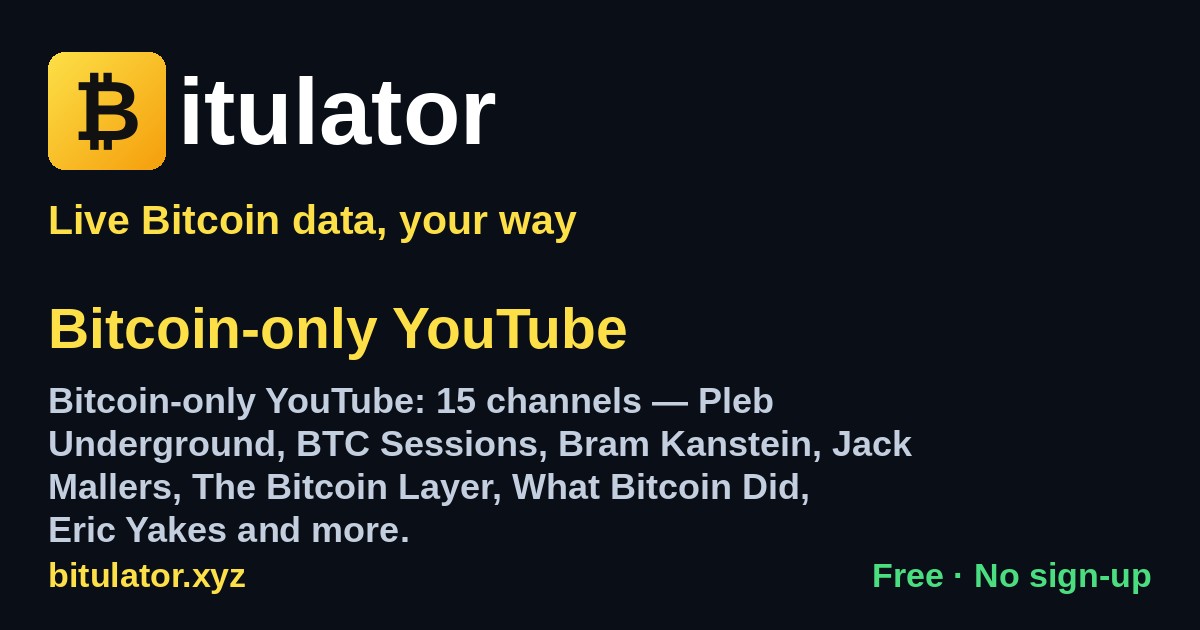 ₿itulator
Live Bitcoin data, your way
Bitcoin-only YouTube
Bitcoin-only YouTube: 15 channels — Pleb
Underground, BTC Sessions, Bram Kanstein, Jack
Mallers, The Bitcoin Layer, What Bitcoin Did,
Eric Yakes and more.
bitulator.xyz
Free · No sign-up